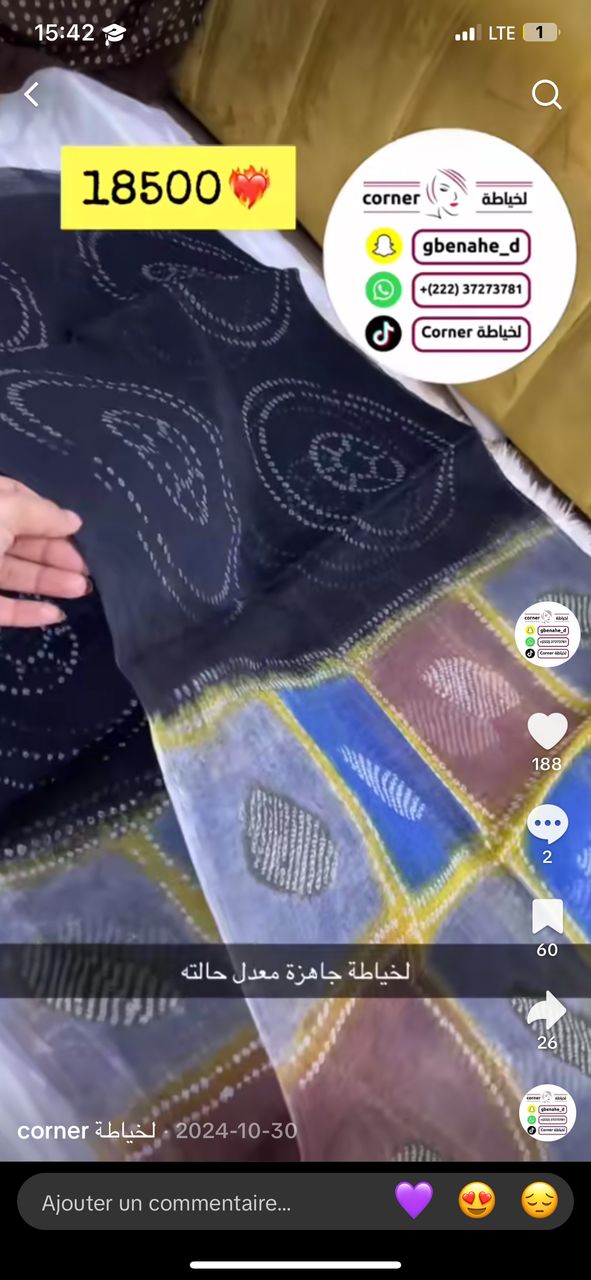 15:42
LTE
1
18500
corner لخياطة
gbenahe_d
+(222) 37273781
Corner لخياطة
188
2
60
لخياطة جاهزة معدل حالته
26
corner لخياطة · 2024-10-30
Ajouter un commentaire...